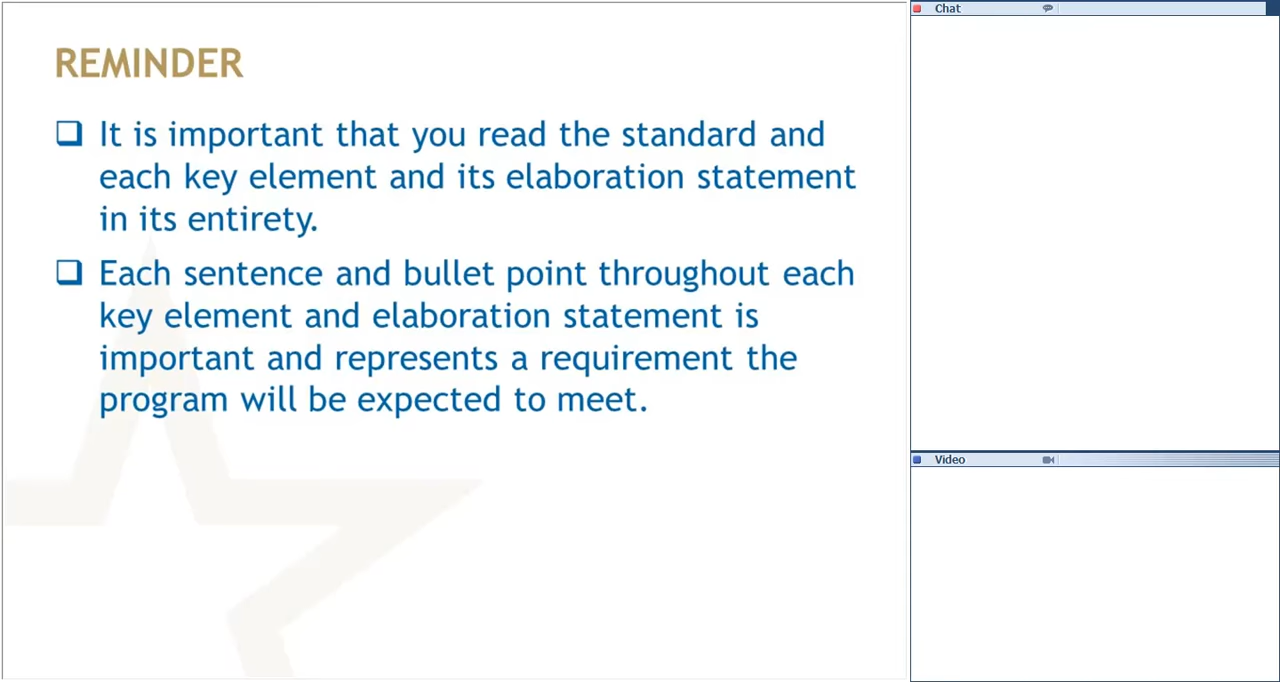 REMINDER
It is important that you read the standard and
each key element and its elaboration statement
in its entirety.
Each sentence and bullet point throughout each
key element and elaboration statement is
important and represents a requirement the
program will be expected to meet.
Chat
Video